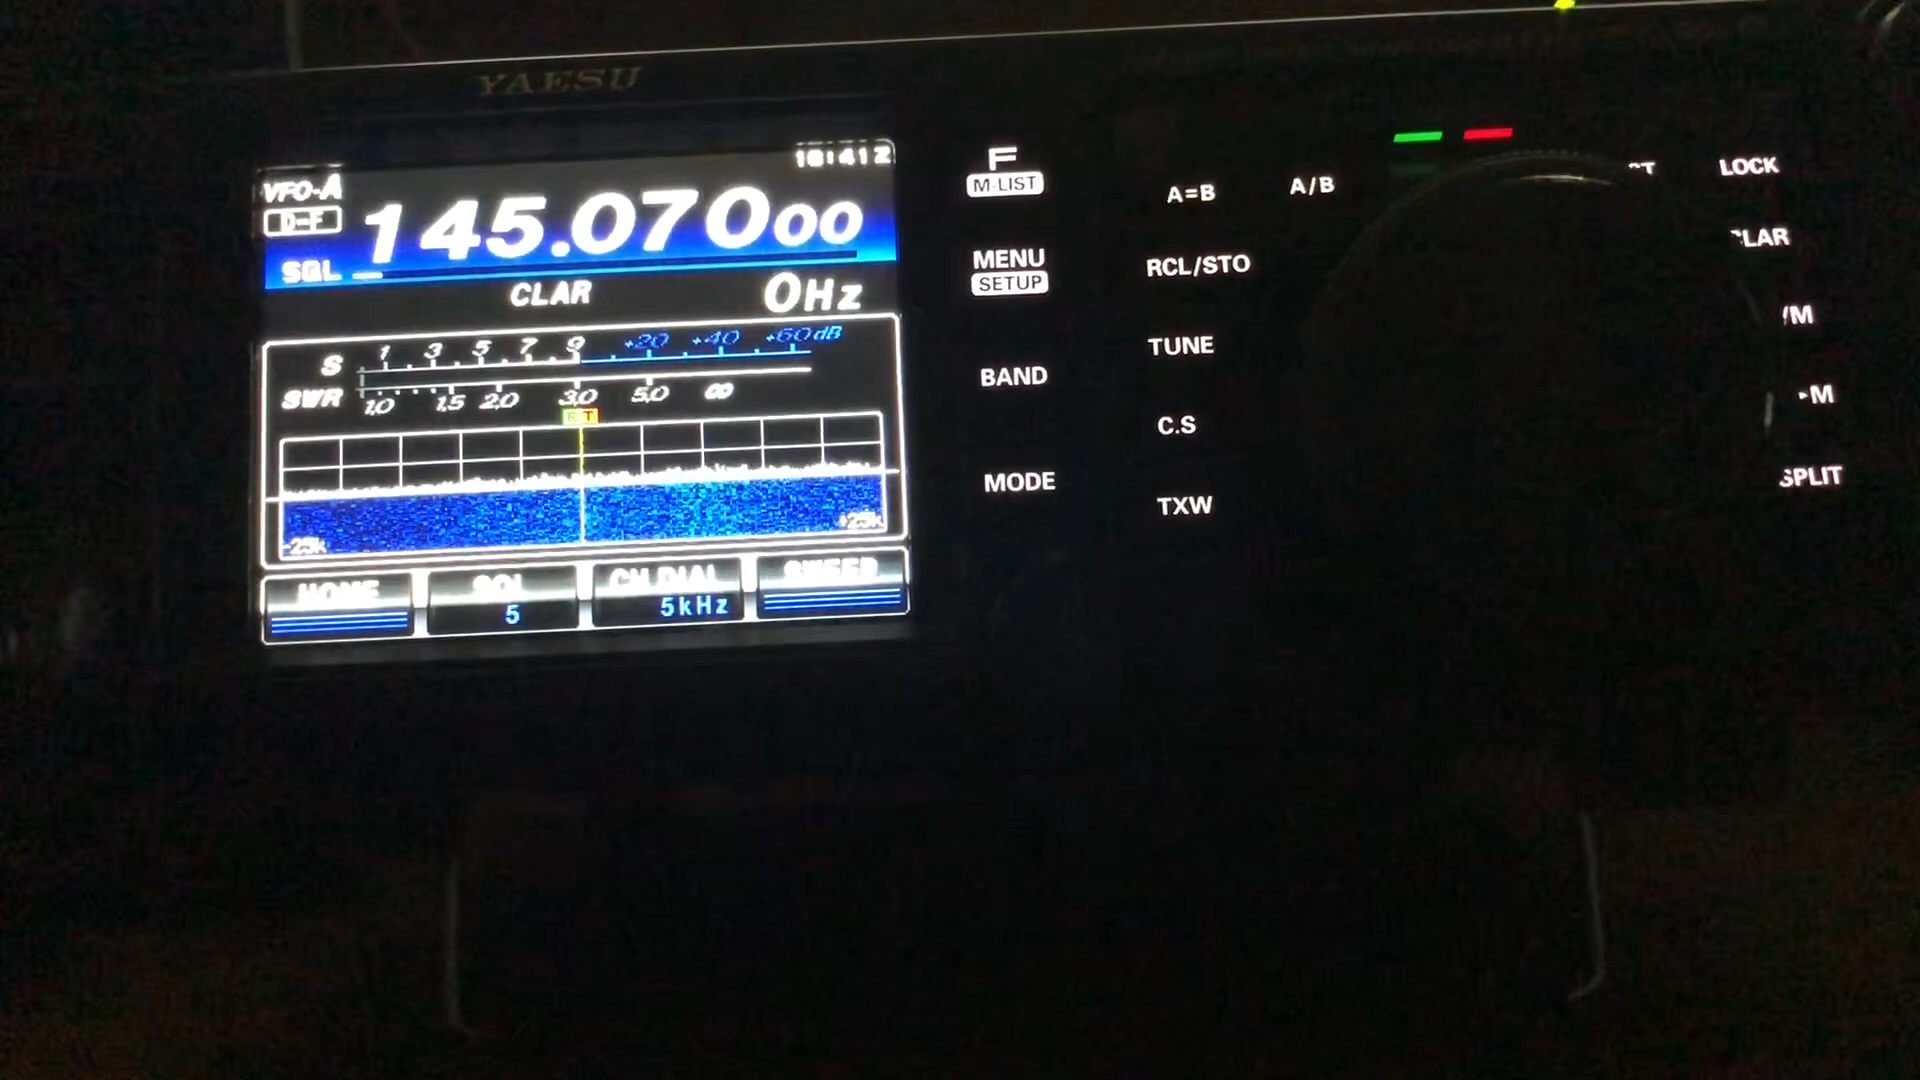 YAESU
VFO-A
D-F
145.07000
SQL
CLAR 0Hz
S 1 3 5 7 9 +20 +40 +60dB
SWR 1.0 1.5 2.0 3.0 5.0 ∞
-25k +25k
HOME SQL CH DIAL SWEEP
5 5kHz
F
M-LIST
MENU
SETUP
BAND
MODE
A=B A/B
RCL/STO
TUNE
C.S
TXW
LOCK
SPLIT